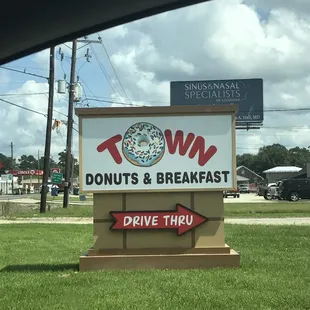 SINUS & NASAL
SPECIALISTS
TOWN
DONUTS & BREAKFAST
DRIVE THRU